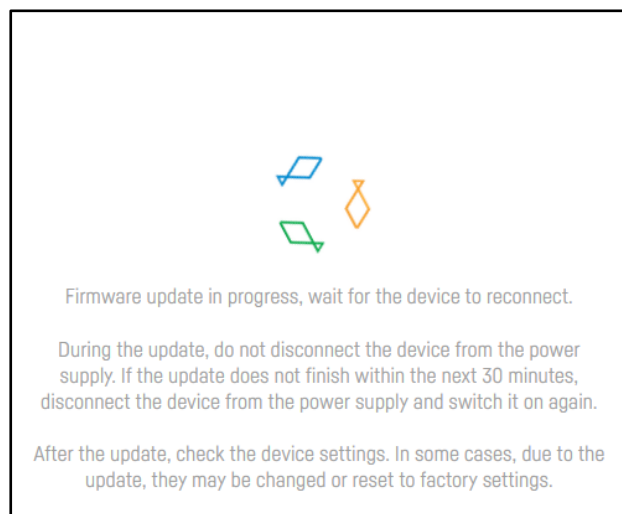 Firmware update in progress, wait for the device to reconnect.
During the update, do not disconnect the device from the power
supply. If the update does not finish within the next 30 minutes,
disconnect the device from the power supply and switch it on again.
After the update, check the device settings. In some cases, due to the
update, they may be changed or reset to factory settings.